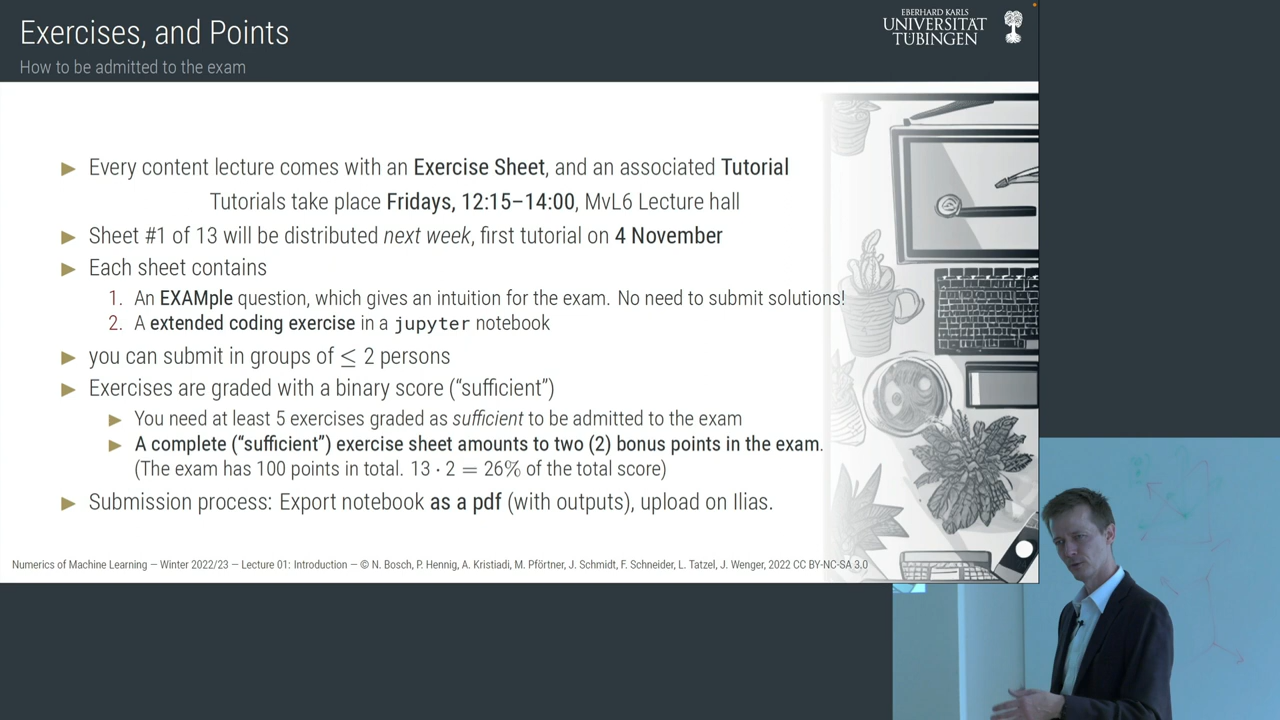 Exercises, and Points
How to be admitted to the exam
EBERHARD KARLS
UNIVERSITÄT
TÜBINGEN
▶ Every content lecture comes with an Exercise Sheet, and an associated Tutorial
Tutorials take place Fridays, 12:15–14:00, MvL6 Lecture hall
▶ Sheet #1 of 13 will be distributed next week, first tutorial on 4 November
▶ Each sheet contains
1. An EXAMple question, which gives an intuition for the exam. No need to submit solutions!
2. A extended coding exercise in a jupyter notebook
▶ you can submit in groups of ≤ 2 persons
▶ Exercises are graded with a binary score (“sufficient”)
▶ You need at least 5 exercises graded as sufficient to be admitted to the exam
▶ A complete (“sufficient”) exercise sheet amounts to two (2) bonus points in the exam.
(The exam has 100 points in total. 13 · 2 = 26% of the total score)
▶ Submission process: Export notebook as a pdf (with outputs), upload on Ilias.
Numerics of Machine Learning — Winter 2022/23 — Lecture 01: Introduction — © N. Bosch, P. Hennig, A. Kristiadi, M. Pförtner, J. Schmidt, F. Schneider, L. Tatzel, J. Wenger, 2022 CC BY-NC-SA 3.0